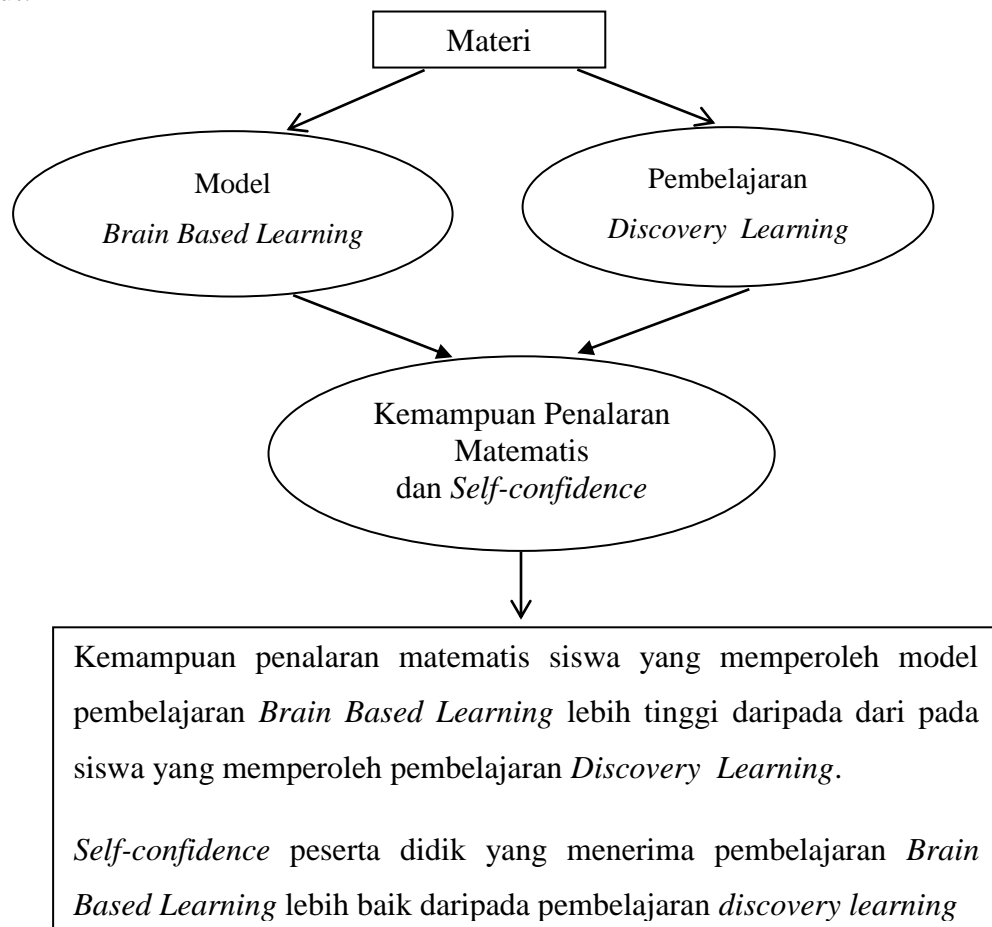 Materi
Model
Brain Based Learning
Pembelajaran
Discovery Learning
Kemampuan Penalaran
Matematis
dan Self-confidence
Kemampuan penalaran matematis siswa yang memperoleh model
pembelajaran Brain Based Learning lebih tinggi daripada dari pada
siswa yang memperoleh pembelajaran Discovery Learning.
Self-confidence peserta didik yang menerima pembelajaran Brain
Based Learning lebih baik daripada pembelajaran discovery learning